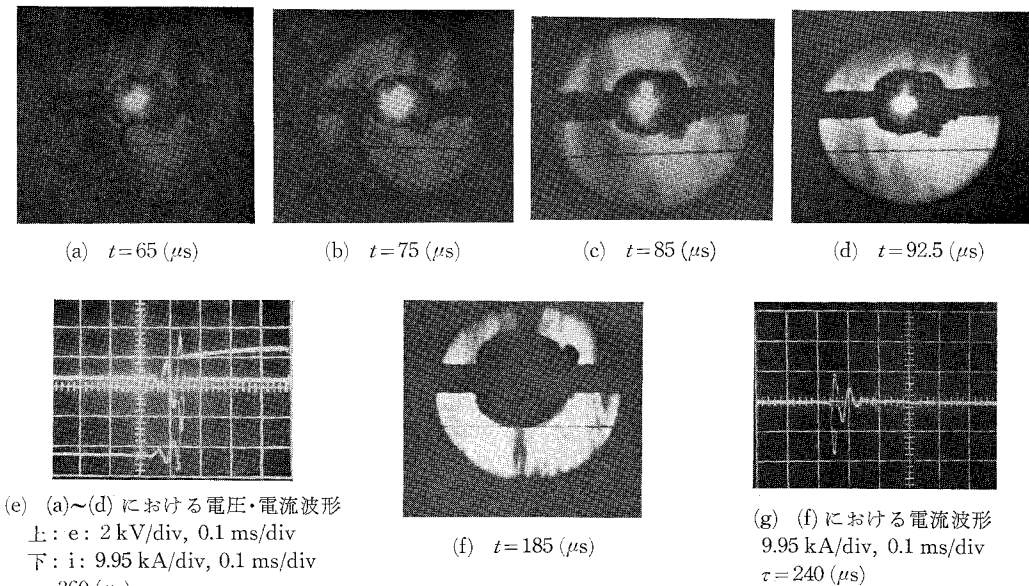 (a) t=65 (μs)
(b) t=75 (μs)
(c) t=85 (μs)
(d) t=92.5 (μs)
(e) (a)~(d) における電圧・電流波形
上: e: 2 kV/div, 0.1 ms/div
下: i: 9.95 kA/div, 0.1 ms/div
(f) t=185 (μs)
(g) (f) における電流波形
9.95 kA/div, 0.1 ms/div
τ=240 (μs)